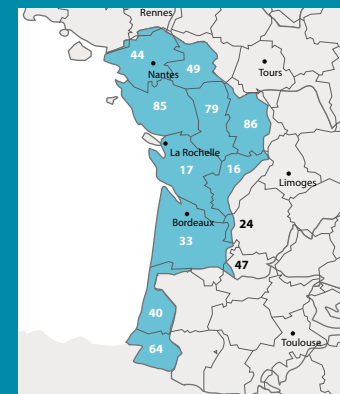 Rennes
44
Nantes
49
Tours
85
79
86
La Rochelle
17
16
Limoges
Bordeaux
24
33
47
40
Toulouse
64